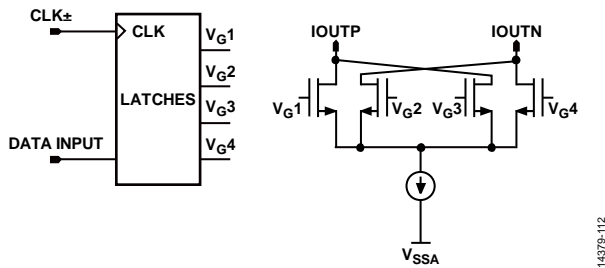 CLK±
CLK
VG1
VG2
LATCHES
VG3
DATA INPUT
VG4
IOUTP IOUTN
VG1 VG2 VG3 VG4
VSSA
14379-112